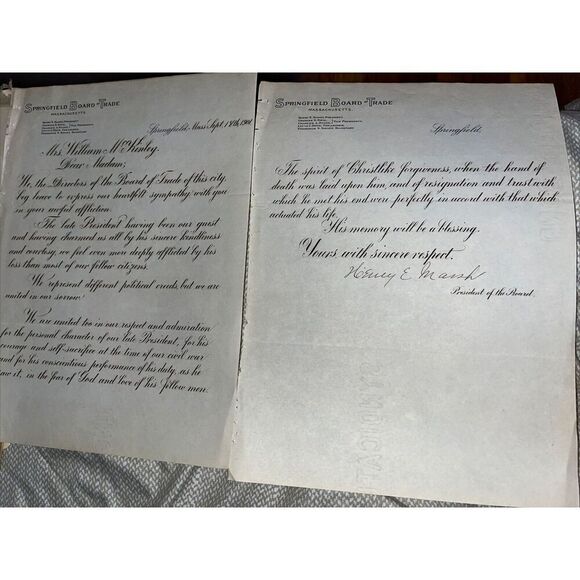 SPRINGFIELD BOARD OF TRADE
MASSACHUSETTS.
Springfield, Mass Sept. 18th, 1901.
Mrs. William McKinley,
Dear Madam:
We, the Directors of the Board of Trade of this city,
beg leave to express our heartfelt sympathy with you
in your awful affliction.
The late President having been our guest
and having charmed us all by his sincere kindliness
and courtesy, we feel even more deeply afflicted by his
loss than most of our fellow citizens.
We represent different political creeds, but we are
united in our sorrow.
We are united too in our respect and admiration
for the personal character of our late President, for his
courage and self-sacrifice at the time of our civil war
and for his conscientious performance of his duty, as he
saw it, in the fear of God and love of his fellow men.
SPRINGFIELD BOARD OF TRADE
MASSACHUSETTS.
Springfield,
The spirit of Christlike forgiveness, when the hand of
death was laid upon him, and of resignation and trust with
which he met his end were perfectly in accord with that which
actuated his life.
His memory will be a blessing.
Yours with sincere respect.
Henry E. Marsh
President of the Board.